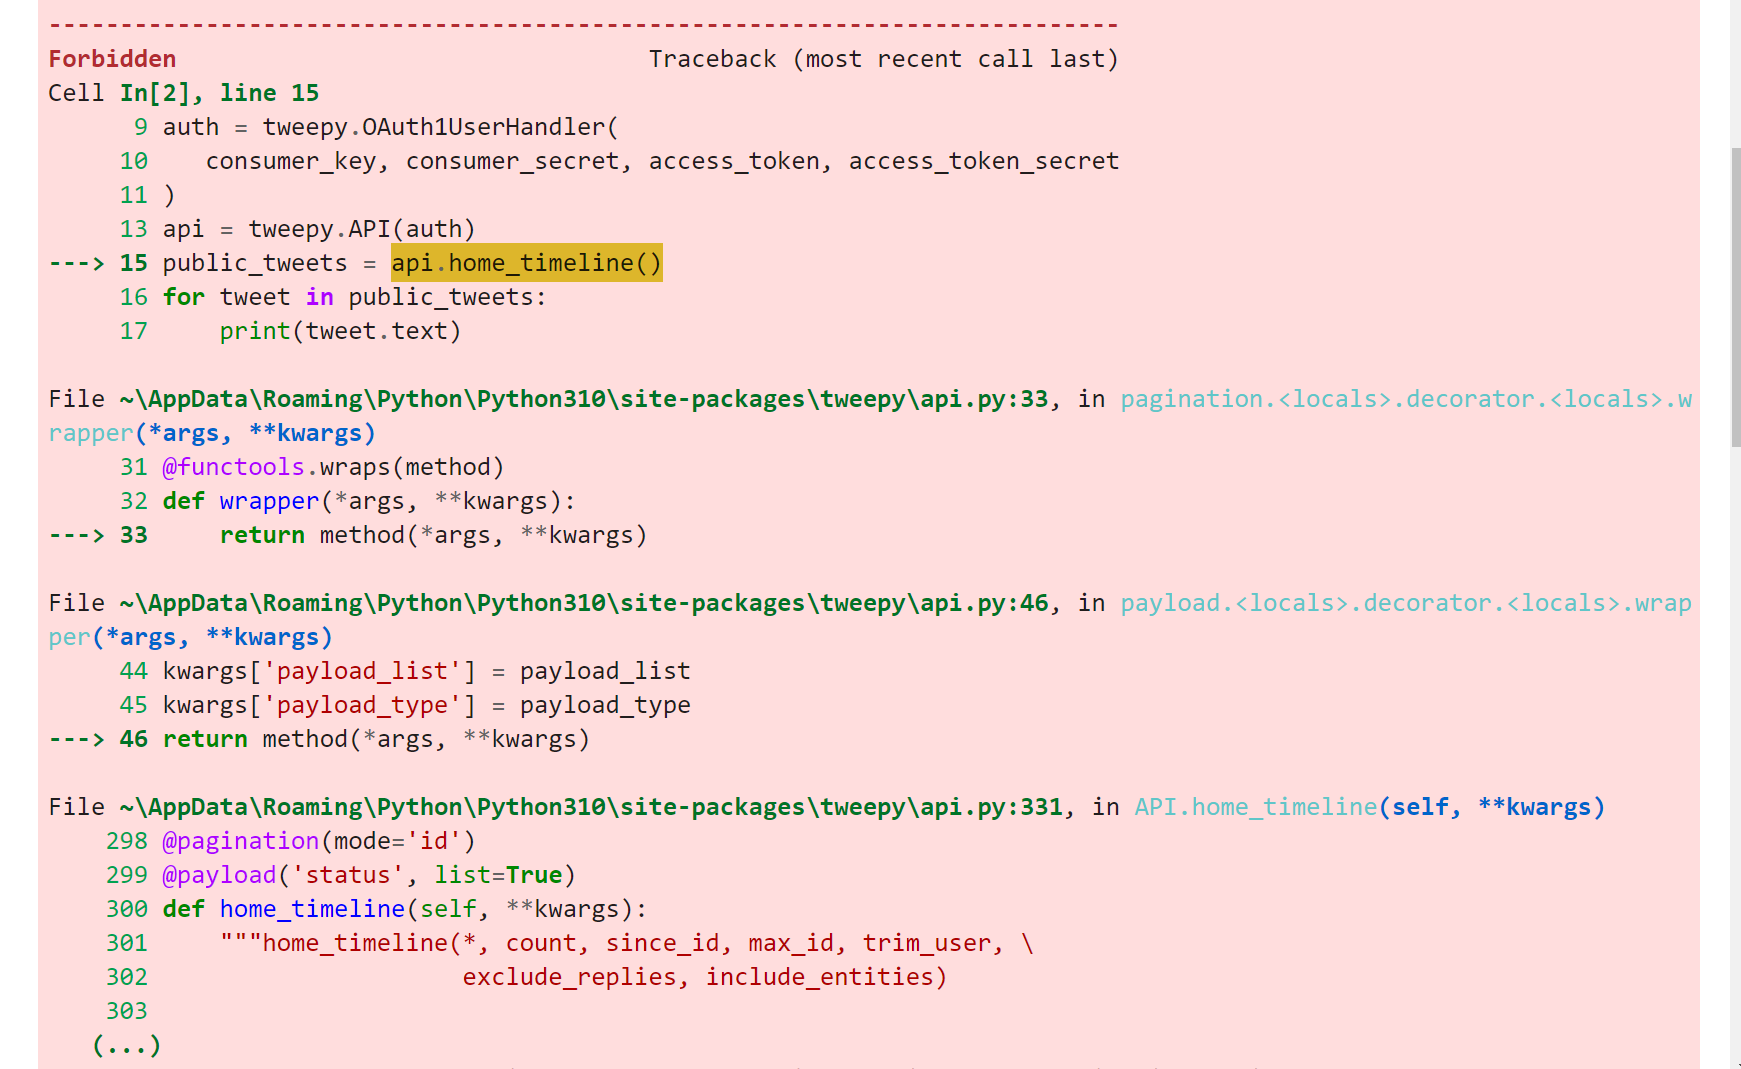 ---------------------------------------------------------------------------
Forbidden                                 Traceback (most recent call last)
Cell In[2], line 15
      9 auth = tweepy.OAuth1UserHandler(
     10    consumer_key, consumer_secret, access_token, access_token_secret
     11 )
     13 api = tweepy.API(auth)
---> 15 public_tweets = api.home_timeline()
     16 for tweet in public_tweets:
     17     print(tweet.text)

File ~\AppData\Roaming\Python\Python310\site-packages\tweepy\api.py:33, in pagination.<locals>.decorator.<locals>.w
rapper(*args, **kwargs)
     31 @functools.wraps(method)
     32 def wrapper(*args, **kwargs):
---> 33     return method(*args, **kwargs)

File ~\AppData\Roaming\Python\Python310\site-packages\tweepy\api.py:46, in payload.<locals>.decorator.<locals>.wrap
per(*args, **kwargs)
     44 kwargs['payload_list'] = payload_list
     45 kwargs['payload_type'] = payload_type
---> 46 return method(*args, **kwargs)

File ~\AppData\Roaming\Python\Python310\site-packages\tweepy\api.py:331, in API.home_timeline(self, **kwargs)
    298 @pagination(mode='id')
    299 @payload('status', list=True)
    300 def home_timeline(self, **kwargs):
    301     """home_timeline(*, count, since_id, max_id, trim_user, \
    302                      exclude_replies, include_entities)
    303
   (...)